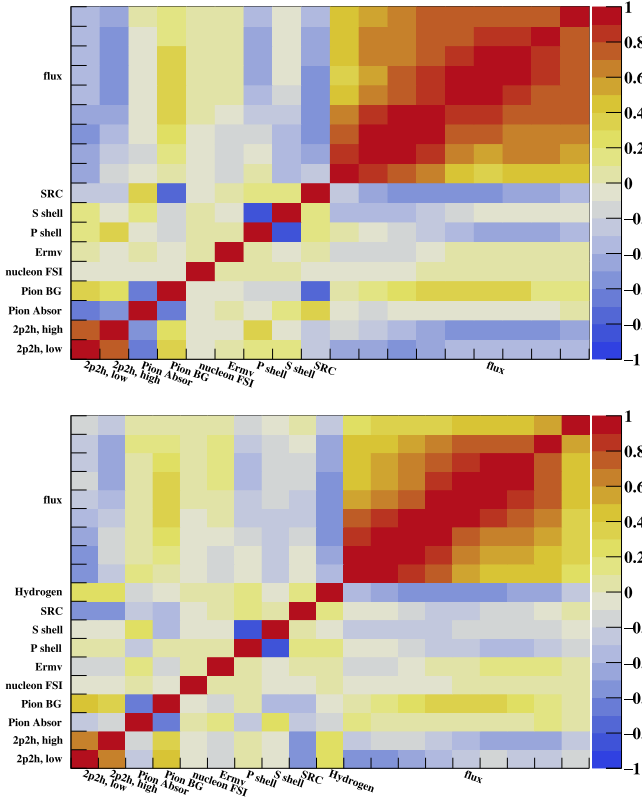 1
0.8
0.6
0.4
0.2
0
−1
flux
SRC
S shell
P shell
Ermv
nucleon FSI
Pion BG
Pion Absor
2p2h, high
2p2h, low
2p2h, low
2p2h, high
Pion Absor
Pion BG
nucleon FSI
Ermv
P shell
S shell
SRC
flux
1
0.8
0.6
0.4
0.2
0
−1
flux
Hydrogen
SRC
S shell
P shell
Ermv
nucleon FSI
Pion BG
Pion Absor
2p2h, high
2p2h, low
2p2h, low
2p2h, high
Pion Absor
Pion BG
nucleon FSI
Ermv
P shell
S shell
SRC
Hydrogen
flux